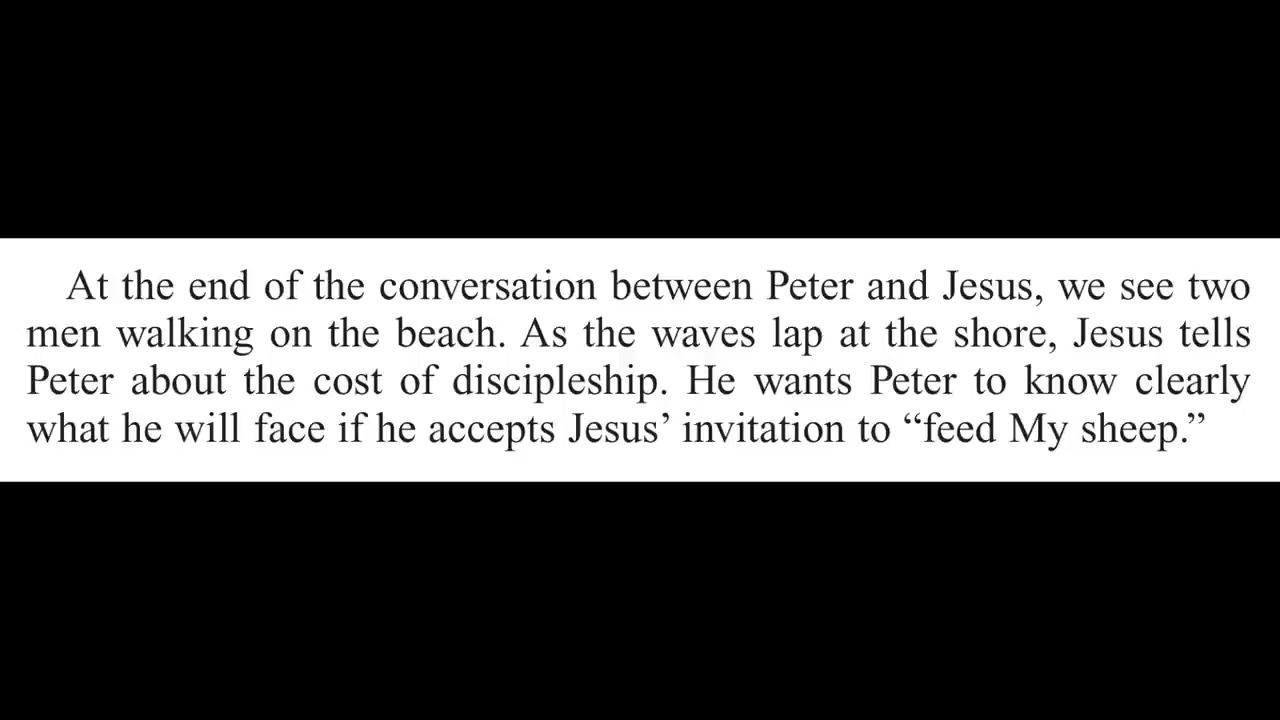 At the end of the conversation between Peter and Jesus, we see two
men walking on the beach. As the waves lap at the shore, Jesus tells
Peter about the cost of discipleship. He wants Peter to know clearly
what he will face if he accepts Jesus’ invitation to “feed My sheep.”